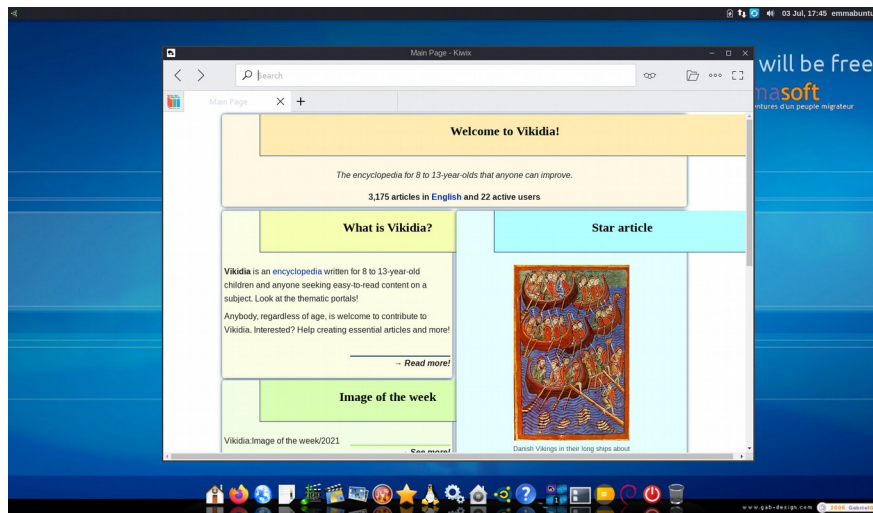 03 Jul, 17:45 emmabuntu
Main Page - Kiwix
will be free
masoft
entures d'un peuple migrateur
Search
Main Page
Welcome to Vikidia!
The encyclopedia for 8 to 13-year-olds that anyone can improve.
3,175 articles in English and 22 active users
What is Vikidia?
Vikidia is an encyclopedia written for 8 to 13-year-old
children and anyone seeking easy-to-read content on a
subject. Look at the thematic portals!
Anybody, regardless of age, is welcome to contribute to
Vikidia. Interested? Help creating essential articles and more!
→ Read more!
Image of the week
Vikidia:Image of the week/2021
→ See more!
Star article
Danish Vikings in their long ships about
www.gab-design.com
2006 Gabriel